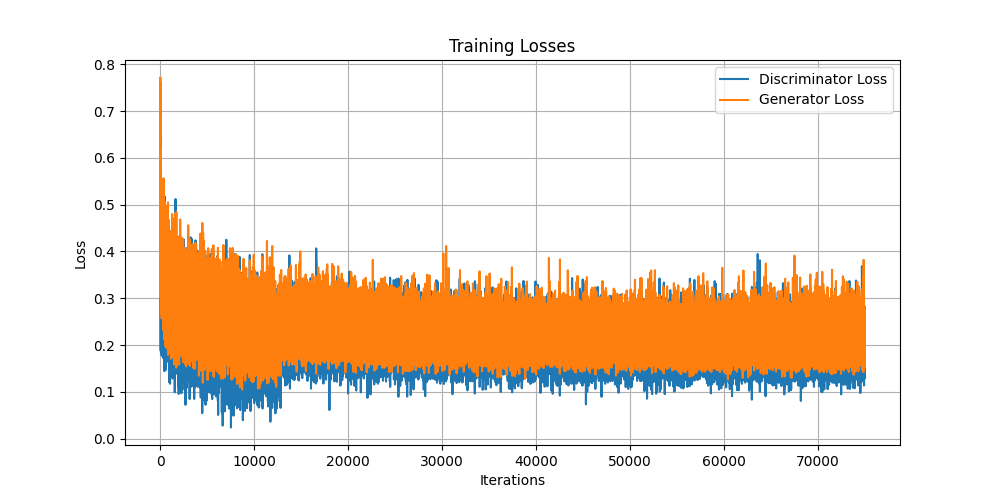 Training Losses
Discriminator Loss
Generator Loss
0.8
0.7
0.6
0.5
0.4
0.3
0.2
0.1
0.0
Loss
0 10000 20000 30000 40000 50000 60000 70000
Iterations